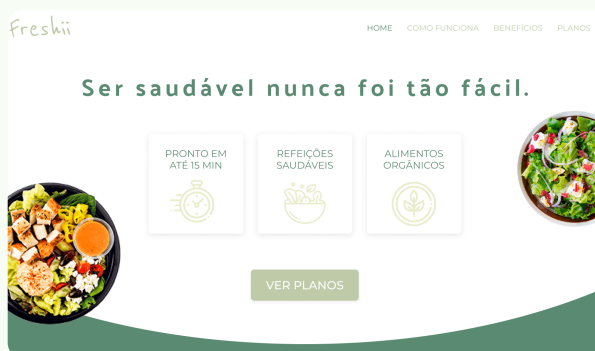 Freshii
HOME COMO FUNCIONA BENEFÍCIOS PLANOS
Ser saudável nunca foi tão fácil.
PRONTO EM
ATÉ 15 MIN
REFEIÇÕES
SAUDÁVEIS
ALIMENTOS
ORGÂNICOS
VER PLANOS